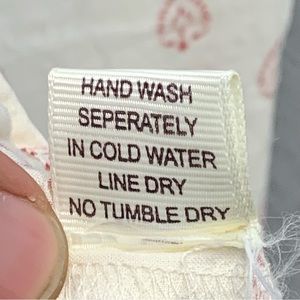 HAND WASH
SEPERATELY
IN COLD WATER
LINE DRY
NO TUMBLE DRY